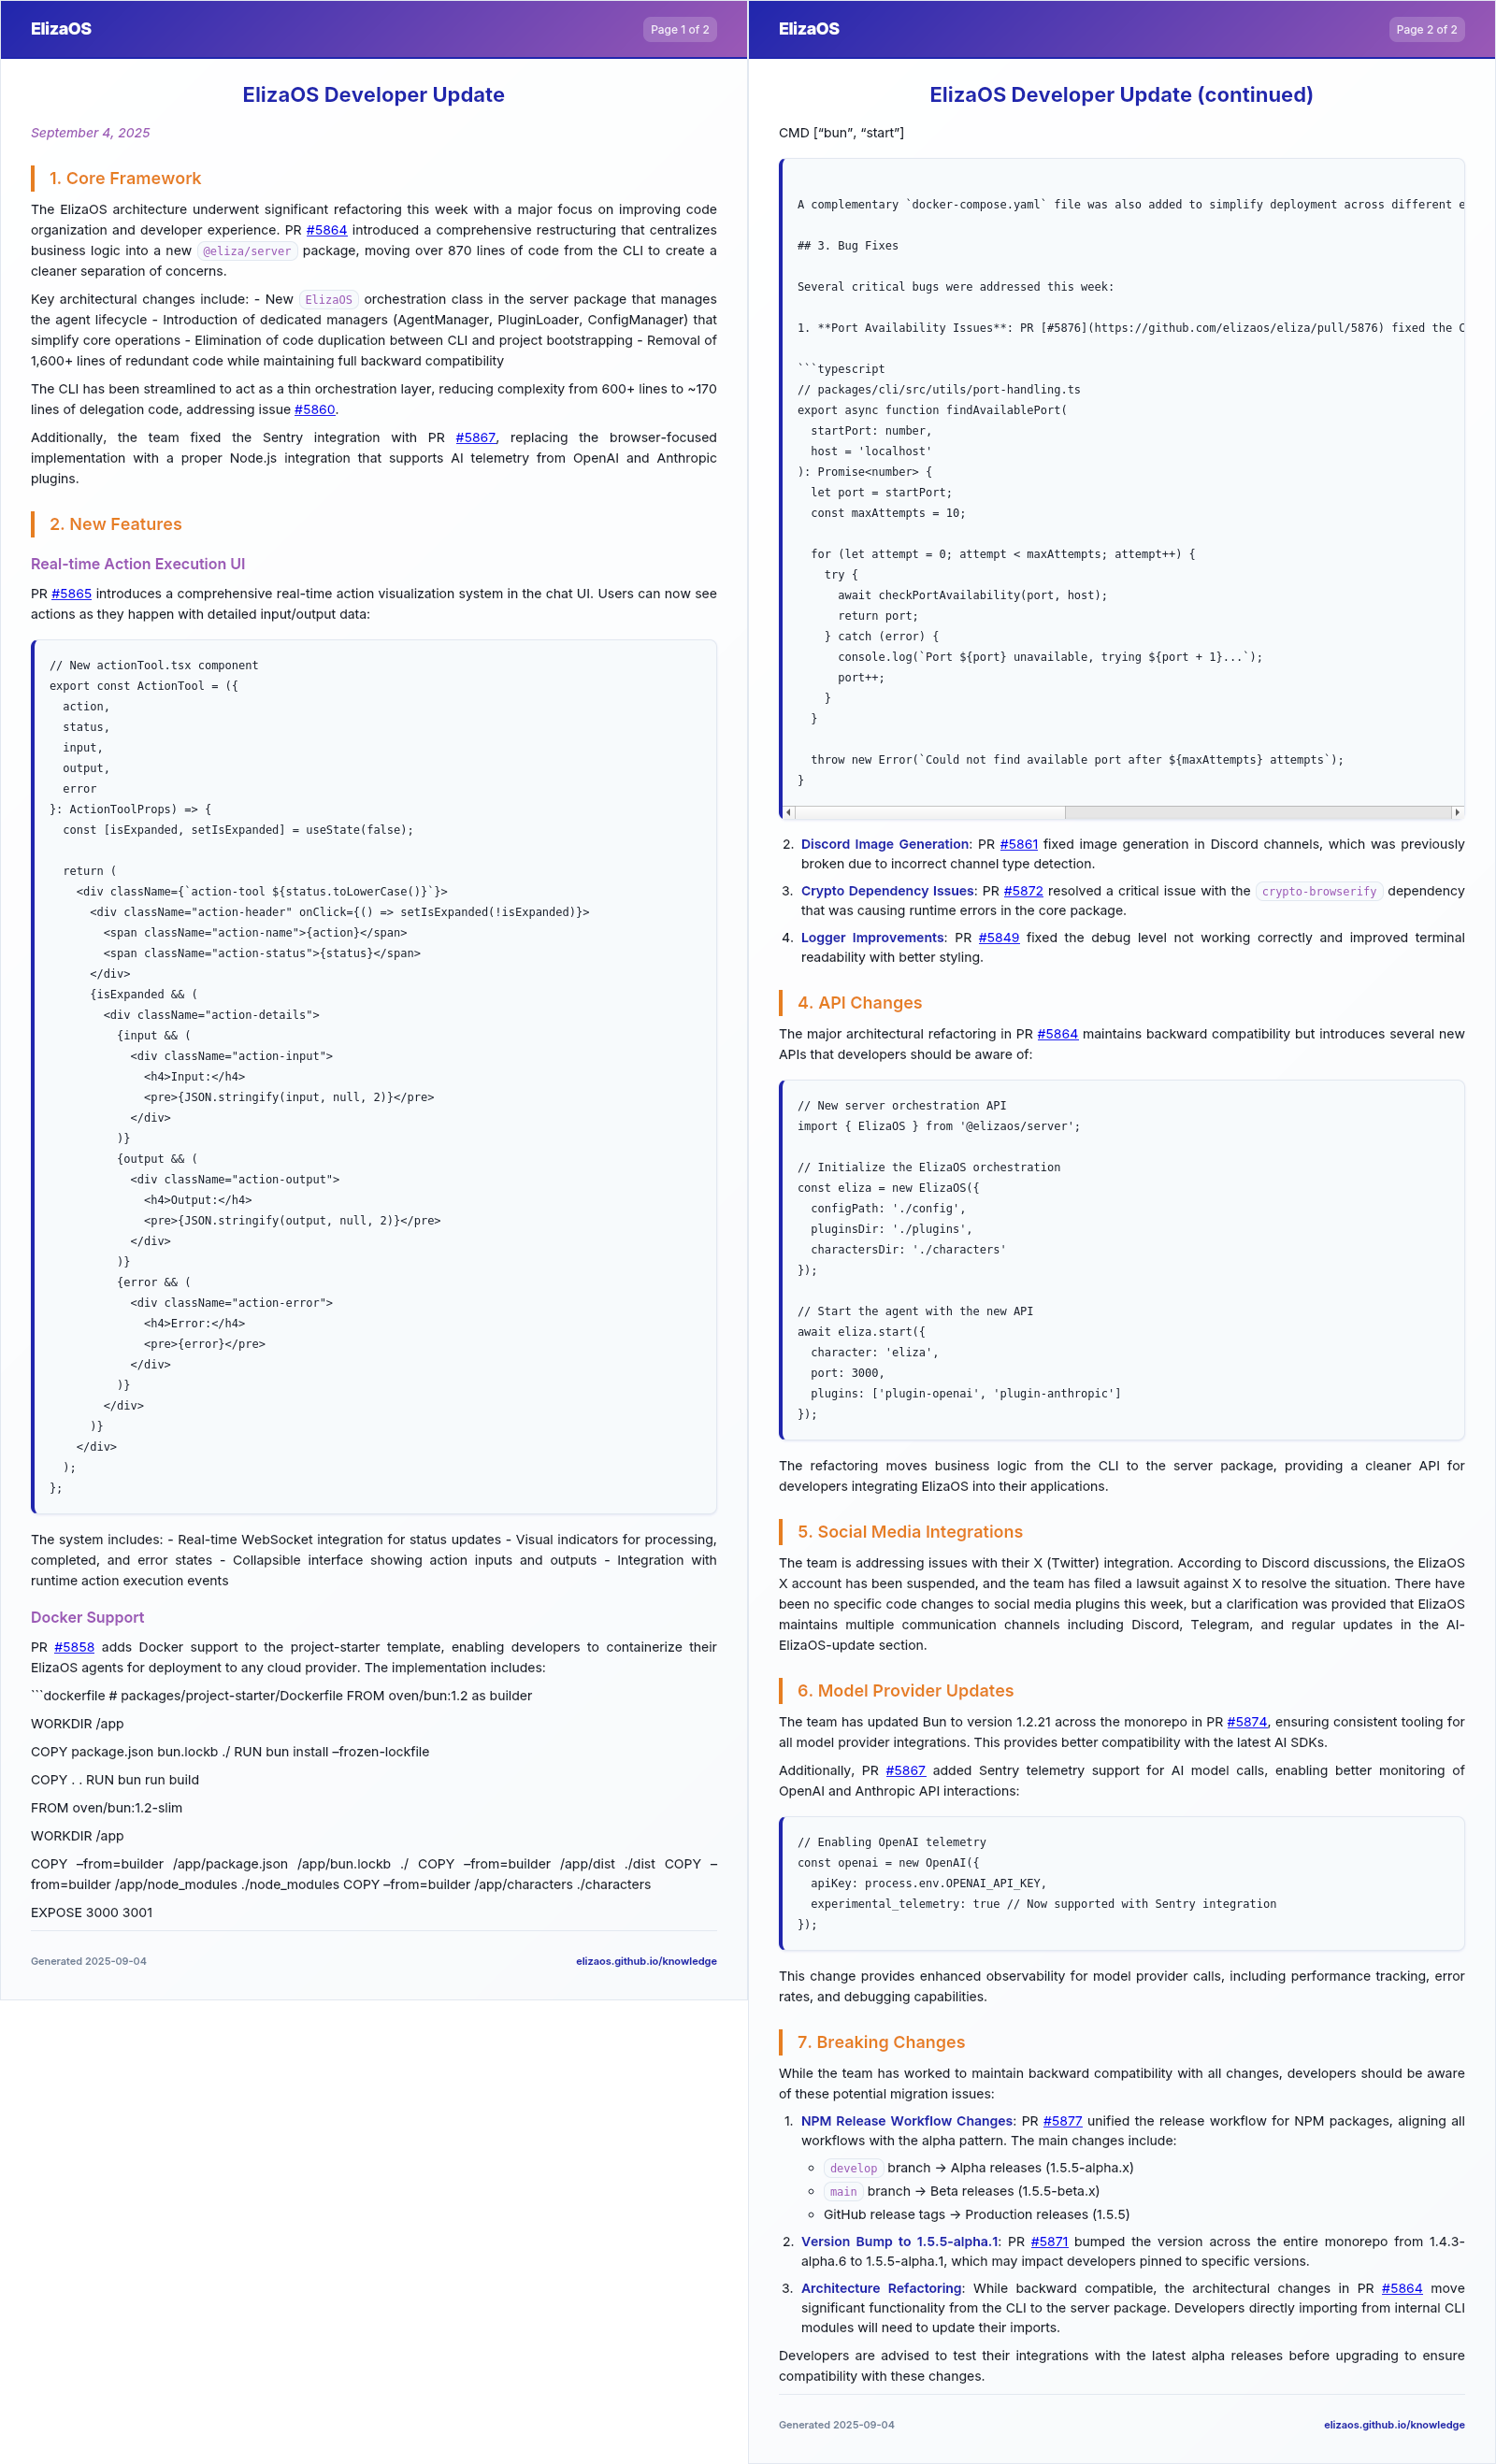 ElizaOS
Page 1 of 2
ElizaOS Developer Update
September 4, 2025
1. Core Framework
The ElizaOS architecture underwent significant refactoring this week with a major focus on improving code
organization and developer experience. PR #5864 introduced a comprehensive restructuring that centralizes
business logic into a new @eliza/server package, moving over 870 lines of code from the CLI to create a
cleaner separation of concerns.
Key architectural changes include: - New ElizaOS orchestration class in the server package that manages
the agent lifecycle - Introduction of dedicated managers (AgentManager, PluginLoader, ConfigManager) that
simplify core operations - Elimination of code duplication between CLI and project bootstrapping - Removal of
1,600+ lines of redundant code while maintaining full backward compatibility
The CLI has been streamlined to act as a thin orchestration layer, reducing complexity from 600+ lines to ~170
lines of delegation code, addressing issue #5860.
Additionally, the team fixed the Sentry integration with PR #5867, replacing the browser-focused
implementation with a proper Node.js integration that supports AI telemetry from OpenAI and Anthropic
plugins.
2. New Features
Real-time Action Execution UI
PR #5865 introduces a comprehensive real-time action visualization system in the chat UI. Users can now see
actions as they happen with detailed input/output data:
// New actionTool.tsx component
export const ActionTool = ({
  action,
  status,
  input,
  output,
  error
}: ActionToolProps) => {
  const [isExpanded, setIsExpanded] = useState(false);
  return (
    <div className={`action-tool ${status.toLowerCase()}`}>
      <div className="action-header" onClick={() => setIsExpanded(!isExpanded)}>
        <span className="action-name">{action}</span>
        <span className="action-status">{status}</span>
      </div>
      {isExpanded && (
        <div className="action-details">
          {input && (
            <div className="action-input">
              <h4>Input:</h4>
              <pre>{JSON.stringify(input, null, 2)}</pre>
            </div>
          )}
          {output && (
            <div className="action-output">
              <h4>Output:</h4>
              <pre>{JSON.stringify(output, null, 2)}</pre>
            </div>
          )}
          {error && (
            <div className="action-error">
              <h4>Error:</h4>
              <pre>{error}</pre>
            </div>
          )}
        </div>
      )}
    </div>
  );
};
The system includes: - Real-time WebSocket integration for status updates - Visual indicators for processing,
completed, and error states - Collapsible interface showing action inputs and outputs - Integration with
runtime action execution events
Docker Support
PR #5858 adds Docker support to the project-starter template, enabling developers to containerize their
ElizaOS agents for deployment to any cloud provider. The implementation includes:
```dockerfile # packages/project-starter/Dockerfile FROM oven/bun:1.2 as builder
WORKDIR /app
COPY package.json bun.lockb ./ RUN bun install –frozen-lockfile
COPY . . RUN bun run build
FROM oven/bun:1.2-slim
WORKDIR /app
COPY –from=builder /app/package.json /app/bun.lockb ./ COPY –from=builder /app/dist ./dist COPY –
from=builder /app/node_modules ./node_modules COPY –from=builder /app/characters ./characters
EXPOSE 3000 3001
Generated 2025-09-04
elizaos.github.io/knowledge
ElizaOS
Page 2 of 2
ElizaOS Developer Update (continued)
CMD [“bun”, “start”]
A complementary `docker-compose.yaml` file was also added to simplify deployment across different e
## 3. Bug Fixes
Several critical bugs were addressed this week:
1. **Port Availability Issues**: PR [#5876](https://github.com/elizaos/eliza/pull/5876) fixed the C
```typescript
// packages/cli/src/utils/port-handling.ts
export async function findAvailablePort(
  startPort: number,
  host = 'localhost'
): Promise<number> {
  let port = startPort;
  const maxAttempts = 10;
  for (let attempt = 0; attempt < maxAttempts; attempt++) {
    try {
      await checkPortAvailability(port, host);
      return port;
    } catch (error) {
      console.log(`Port ${port} unavailable, trying ${port + 1}...`);
      port++;
    }
  }
  throw new Error(`Could not find available port after ${maxAttempts} attempts`);
}
2. Discord Image Generation: PR #5861 fixed image generation in Discord channels, which was previously
broken due to incorrect channel type detection.
3. Crypto Dependency Issues: PR #5872 resolved a critical issue with the crypto-browserify dependency
that was causing runtime errors in the core package.
4. Logger Improvements: PR #5849 fixed the debug level not working correctly and improved terminal
readability with better styling.
4. API Changes
The major architectural refactoring in PR #5864 maintains backward compatibility but introduces several new
APIs that developers should be aware of:
// New server orchestration API
import { ElizaOS } from '@elizaos/server';
// Initialize the ElizaOS orchestration
const eliza = new ElizaOS({
  configPath: './config',
  pluginsDir: './plugins',
  charactersDir: './characters'
});
// Start the agent with the new API
await eliza.start({
  character: 'eliza',
  port: 3000,
  plugins: ['plugin-openai', 'plugin-anthropic']
});
The refactoring moves business logic from the CLI to the server package, providing a cleaner API for
developers integrating ElizaOS into their applications.
5. Social Media Integrations
The team is addressing issues with their X (Twitter) integration. According to Discord discussions, the ElizaOS
X account has been suspended, and the team has filed a lawsuit against X to resolve the situation. There have
been no specific code changes to social media plugins this week, but a clarification was provided that ElizaOS
maintains multiple communication channels including Discord, Telegram, and regular updates in the AI-
ElizaOS-update section.
6. Model Provider Updates
The team has updated Bun to version 1.2.21 across the monorepo in PR #5874, ensuring consistent tooling for
all model provider integrations. This provides better compatibility with the latest AI SDKs.
Additionally, PR #5867 added Sentry telemetry support for AI model calls, enabling better monitoring of
OpenAI and Anthropic API interactions:
// Enabling OpenAI telemetry
const openai = new OpenAI({
  apiKey: process.env.OPENAI_API_KEY,
  experimental_telemetry: true // Now supported with Sentry integration
});
This change provides enhanced observability for model provider calls, including performance tracking, error
rates, and debugging capabilities.
7. Breaking Changes
While the team has worked to maintain backward compatibility with all changes, developers should be aware
of these potential migration issues:
1. NPM Release Workflow Changes: PR #5877 unified the release workflow for NPM packages, aligning all
workflows with the alpha pattern. The main changes include:
◦ develop branch → Alpha releases (1.5.5-alpha.x)
◦ main branch → Beta releases (1.5.5-beta.x)
◦ GitHub release tags → Production releases (1.5.5)
2. Version Bump to 1.5.5-alpha.1: PR #5871 bumped the version across the entire monorepo from 1.4.3-
alpha.6 to 1.5.5-alpha.1, which may impact developers pinned to specific versions.
3. Architecture Refactoring: While backward compatible, the architectural changes in PR #5864 move
significant functionality from the CLI to the server package. Developers directly importing from internal CLI
modules will need to update their imports.
Developers are advised to test their integrations with the latest alpha releases before upgrading to ensure
compatibility with these changes.
Generated 2025-09-04
elizaos.github.io/knowledge